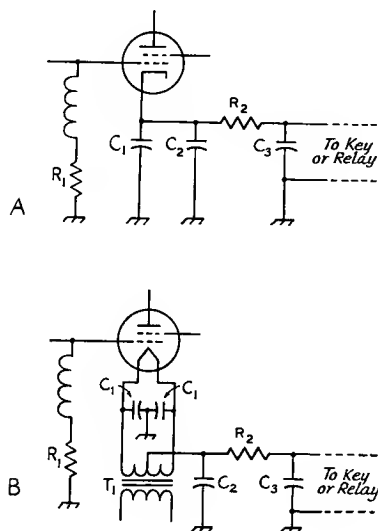 R2
C1
C2
C3
To Key
or Relay
R1
A
C1
C1
R2
R1
T1
C2
C3
To Key
or Relay
B